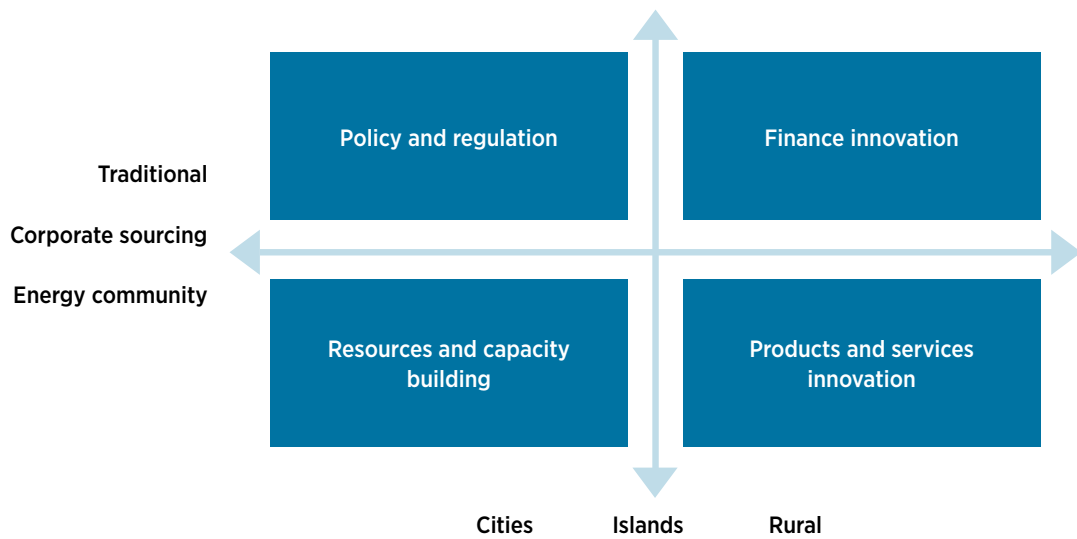 Policy and regulation
Finance innovation
Traditional
Corporate sourcing
Energy community
Resources and capacity
building
Products and services
innovation
Cities
Islands
Rural